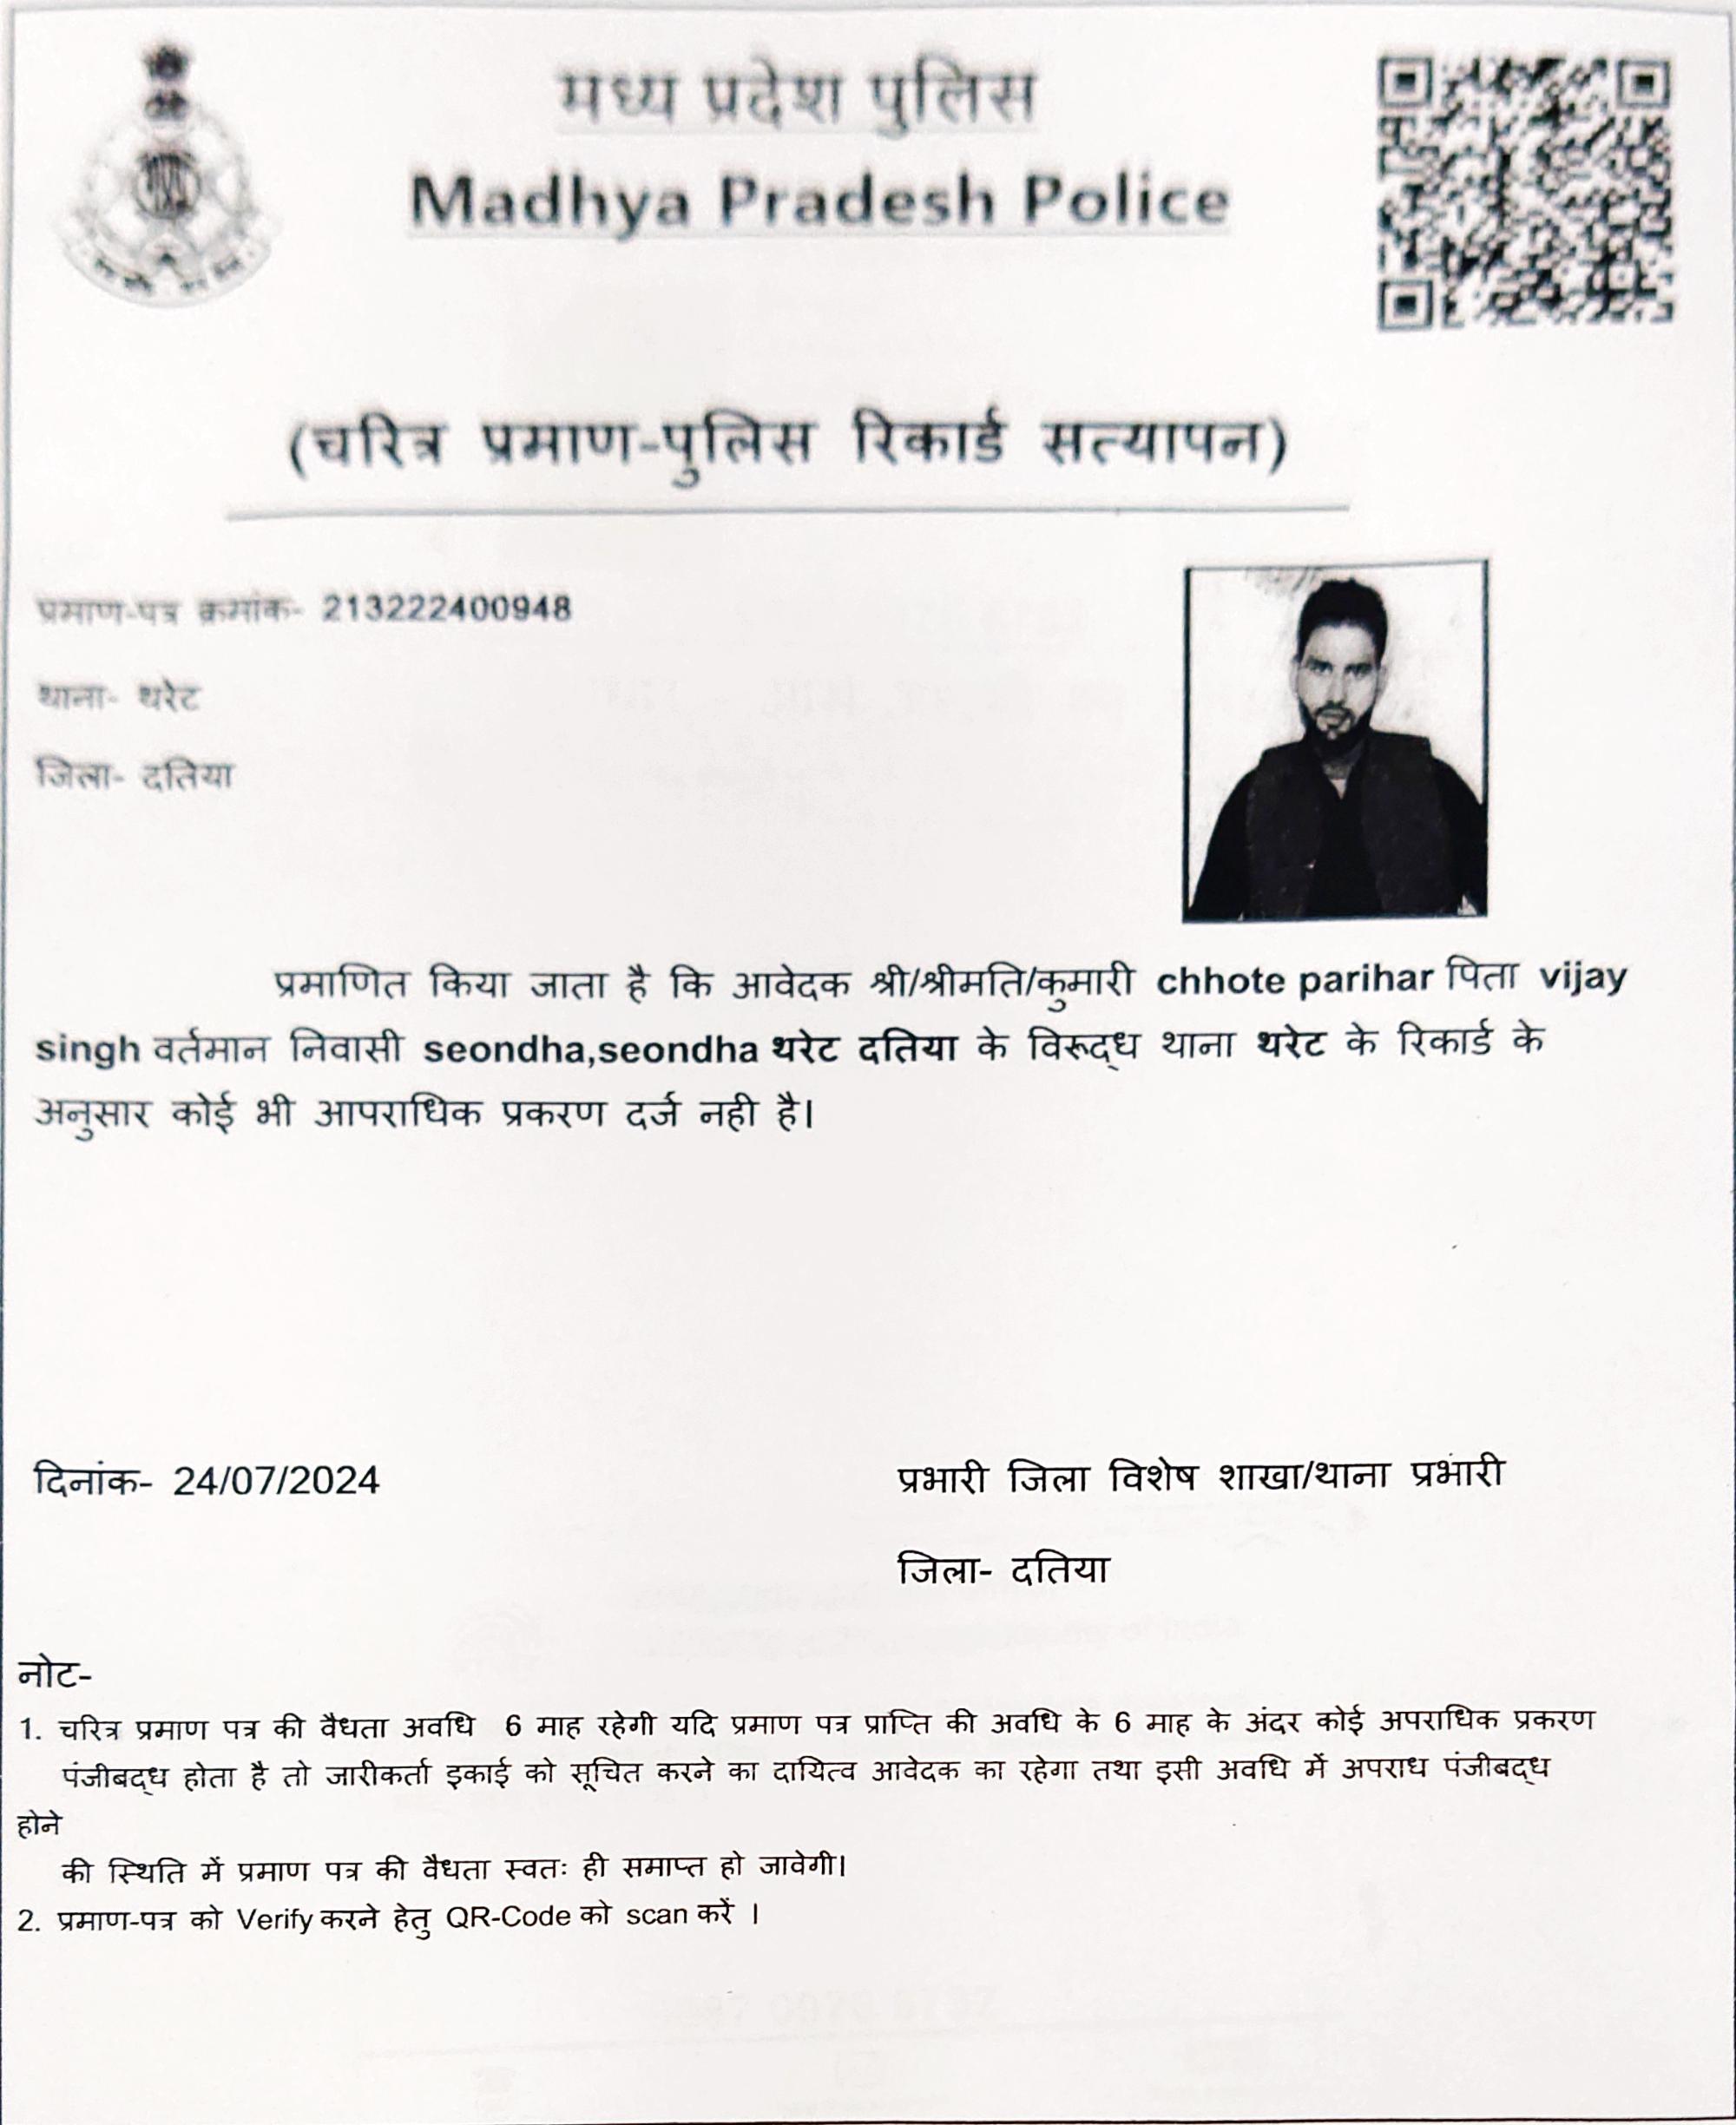 मध्य प्रदेश पुलिस
Madhya Pradesh Police
(चरित्र प्रमाण-पुलिस रिकार्ड सत्यापन)
प्रमाण-पत्र क्रमांक- 213222400948
थाना- थरेट
जिला- दतिया
प्रमाणित किया जाता है कि आवेदक श्री/श्रीमति/कुमारी chhote parihar पिता vijay
singh वर्तमान निवासी seondha,seondha थरेट दतिया के विरूद्ध थाना थरेट के रिकार्ड के
अनुसार कोई भी आपराधिक प्रकरण दर्ज नही है।
दिनांक- 24/07/2024
प्रभारी जिला विशेष शाखा/थाना प्रभारी
जिला- दतिया
नोट-
1. चरित्र प्रमाण पत्र की वैधता अवधि 6 माह रहेगी यदि प्रमाण पत्र प्राप्ति की अवधि के 6 माह के अंदर कोई अपराधिक प्रकरण
पंजीबद्ध होता है तो जारीकर्ता इकाई को सूचित करने का दायित्व आवेदक का रहेगा तथा इसी अवधि में अपराध पंजीबद्ध
होने
की स्थिति में प्रमाण पत्र की वैधता स्वतः ही समाप्त हो जावेगी।
2. प्रमाण-पत्र को Verify करने हेतु QR-Code को scan करें ।